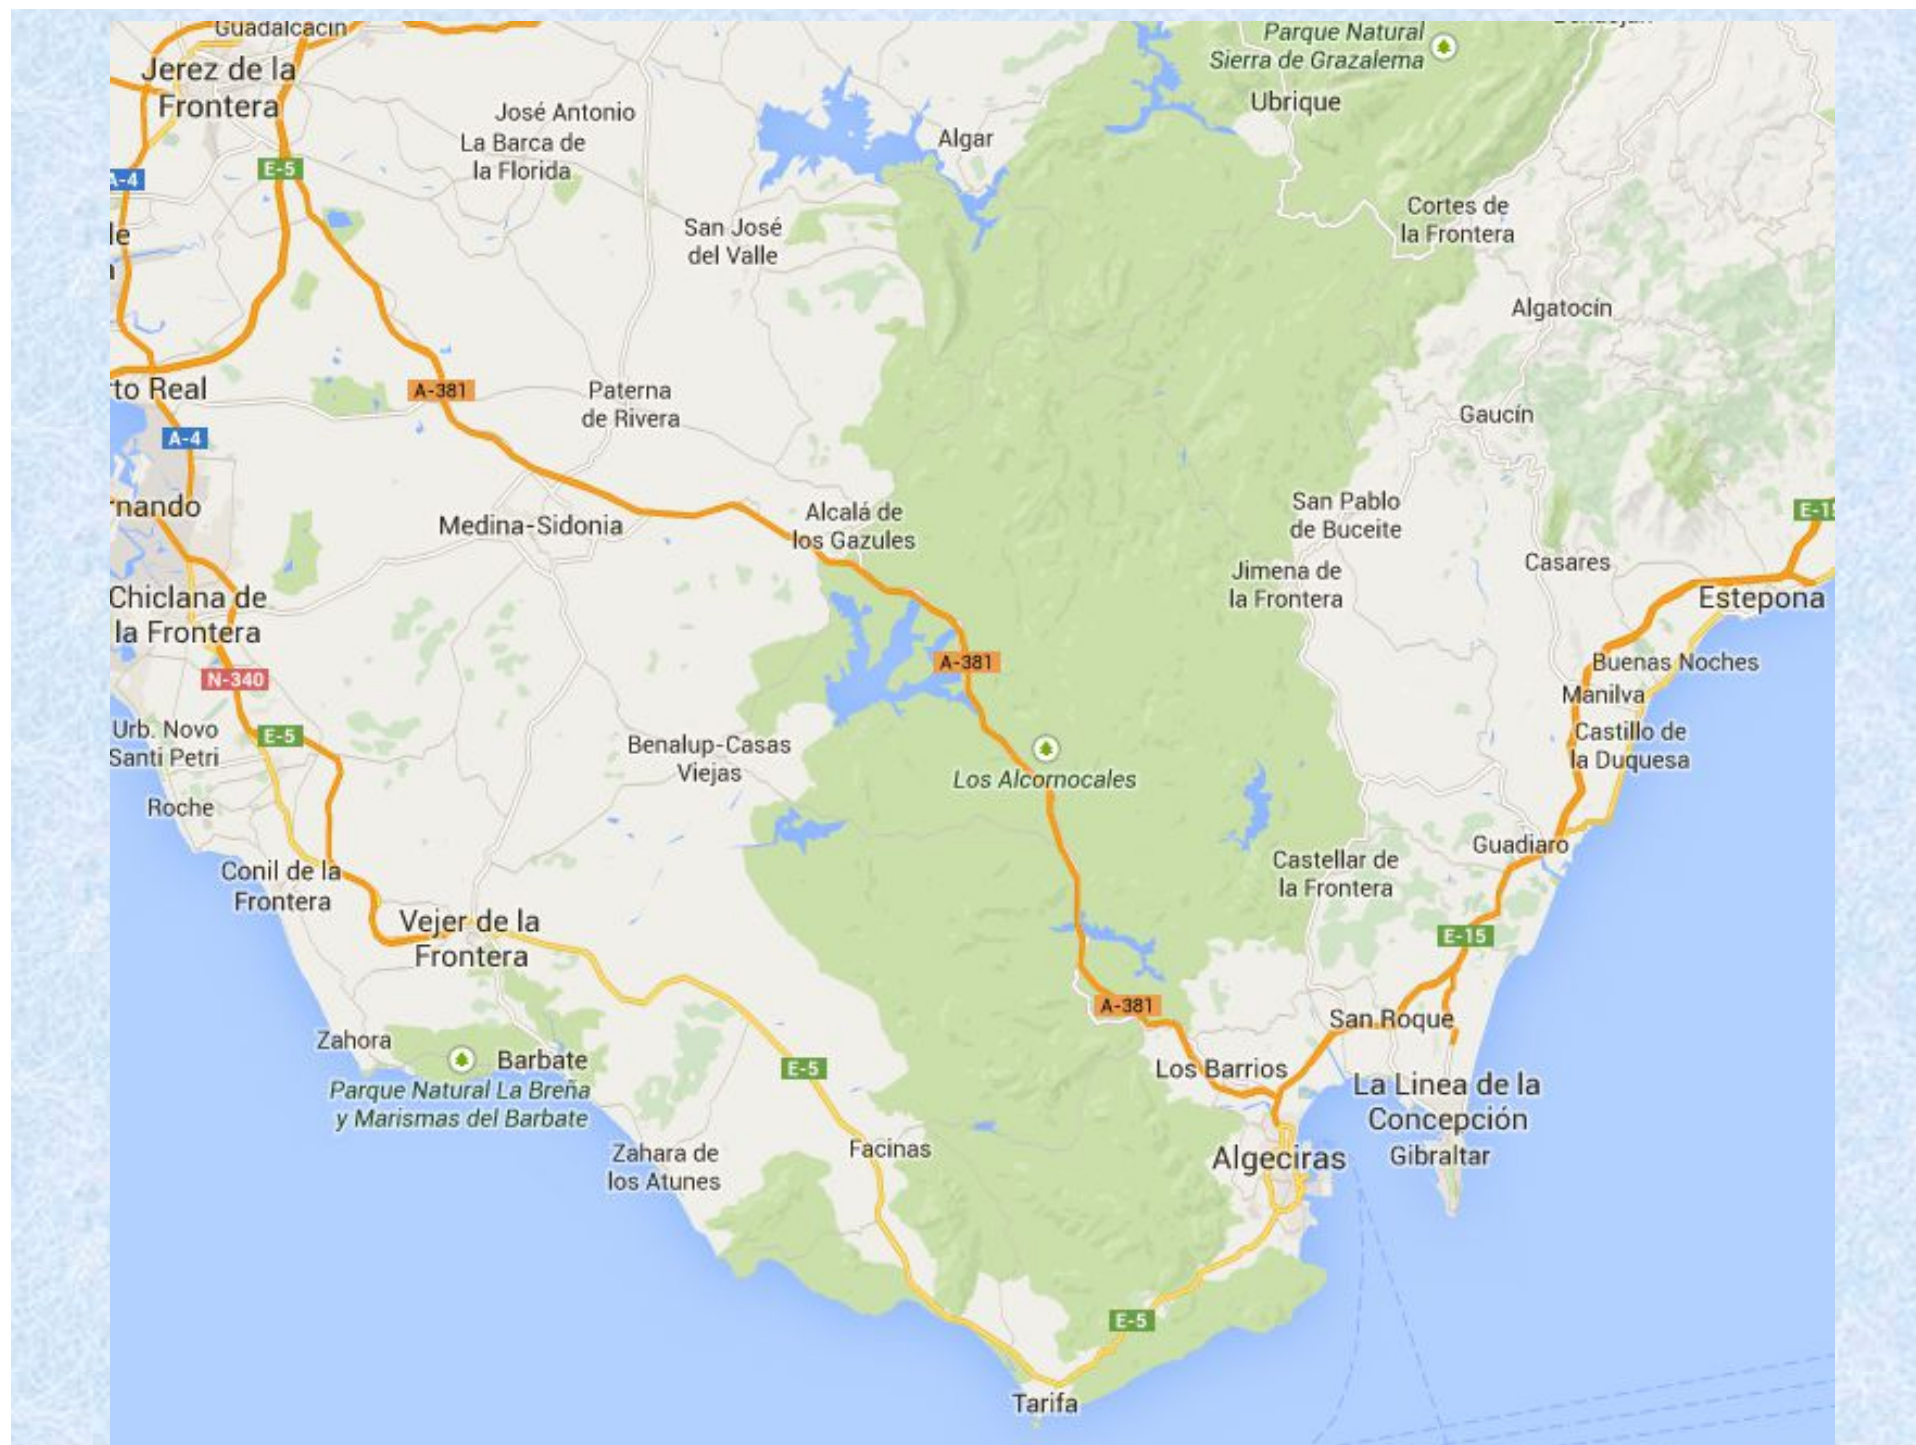 Guadalcacín
Parque Natural
Sierra de Grazalema
Jerez de la
Frontera
Ubrique
José Antonio
La Barca de
la Florida
Algar
E-5
A-4
Cortes de
la Frontera
San José
del Valle
Algatocín
A-381
Paterna
de Rivera
to Real
Gaucín
A-4
rnando
Medina-Sidonia
Alcalá de
los Gazules
San Pablo
de Buceite
E-15
Casares
Jimena de
la Frontera
Chiclana de
la Frontera
Estepona
A-381
Buenas Noches
N-340
Manilva
Urb. Novo
Santi Petri
E-5
Castillo de
la Duquesa
Benalup-Casas
Viejas
Los Alcornocales
Roche
Guadiaro
Conil de la
Frontera
Castellar de
la Frontera
Vejer de la
Frontera
E-15
A-381
San Roque
Zahora
Barbate
E-5
Los Barrios
Parque Natural La Breña
y Marismas del Barbate
La Linea de la
Concepción
Zahara de
los Atunes
Facinas
Algeciras
Gibraltar
E-5
Tarifa